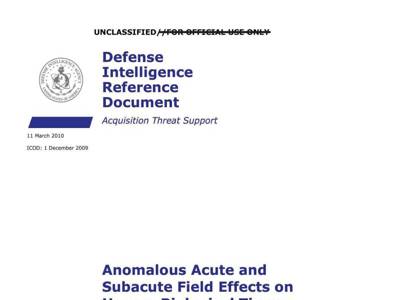 UNCLASSIFIED//FOR OFFICIAL USE ONLY
Defense
Intelligence
Reference
Document
Acquisition Threat Support
11 March 2010
ICOD: 1 December 2009
Anomalous Acute and
Subacute Field Effects on